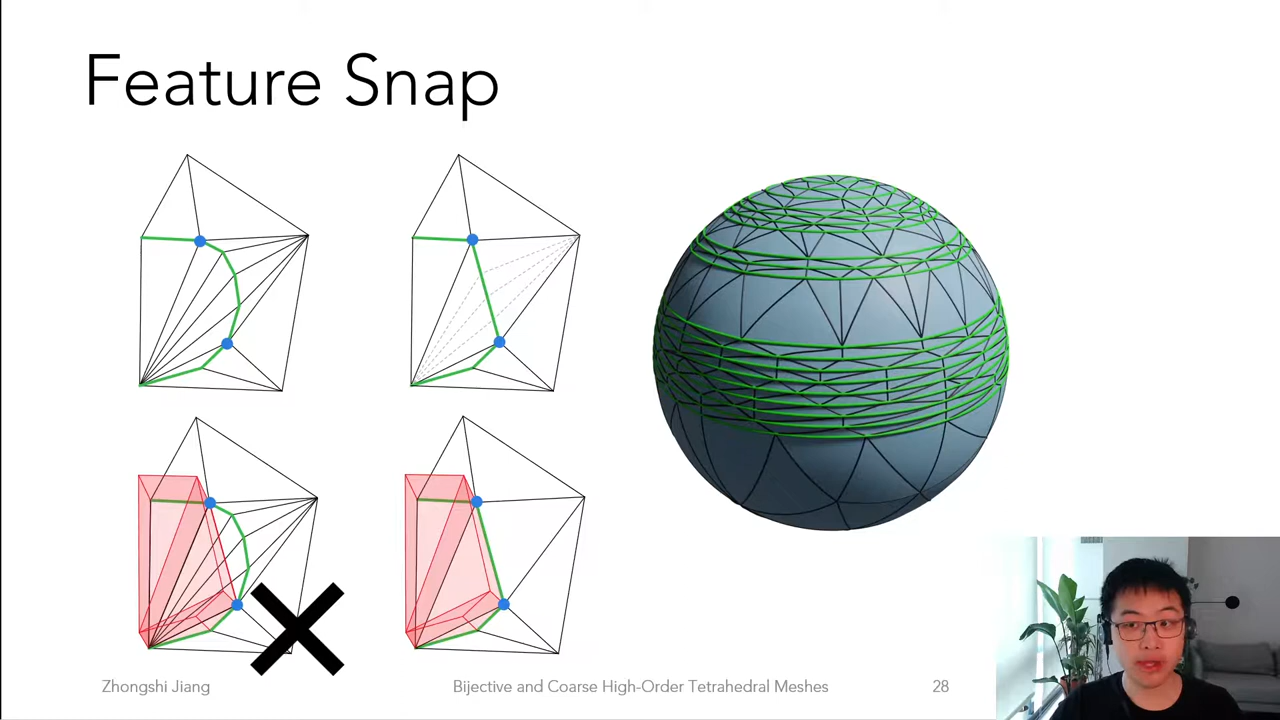 Feature Snap
Zhongshi Jiang
Bijective and Coarse High-Order Tetrahedral Meshes
28